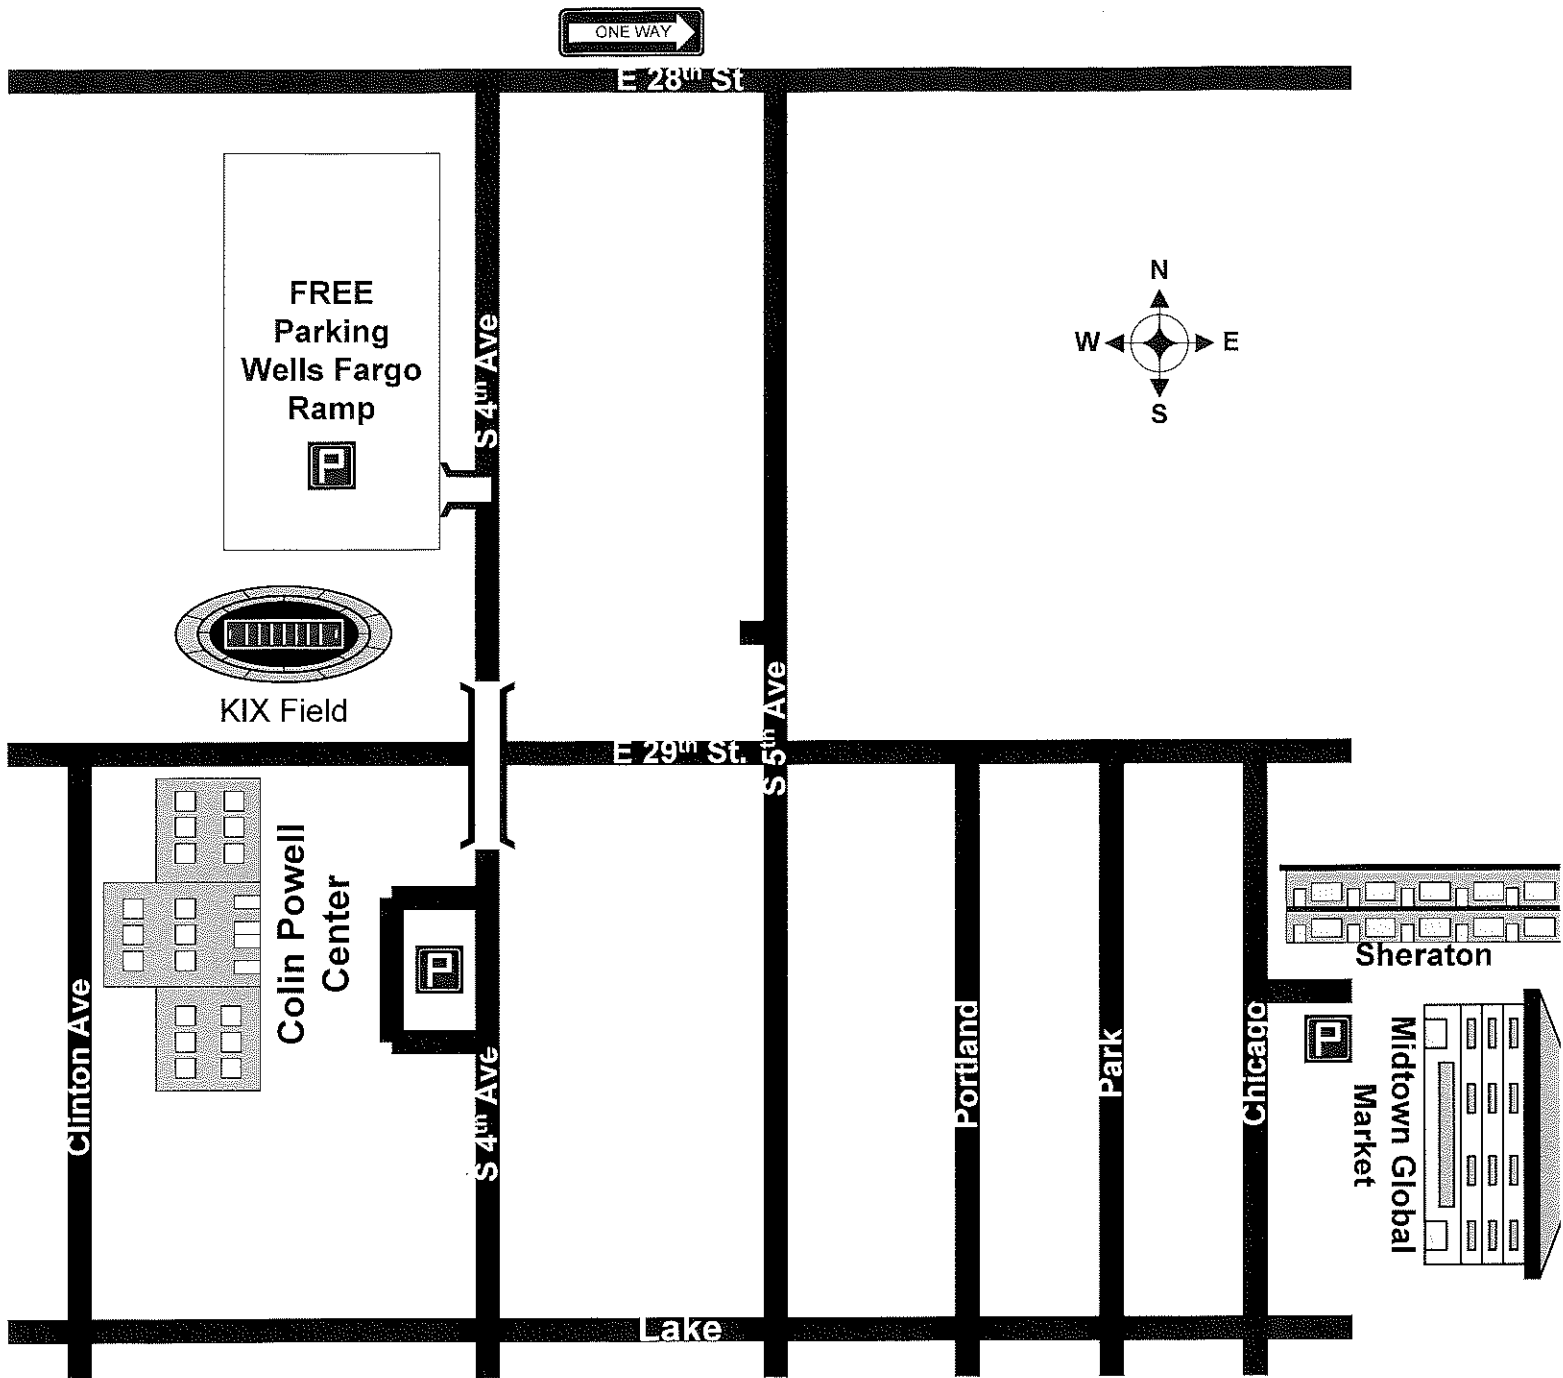 ONE WAY
E 28th St
FREE
Parking
Wells Fargo
Ramp
P
S 4th Ave
N
W E
S
KIX Field
E 29th St.
S 5th Ave
Colin Powell
Center
P
Clinton Ave
S 4th Ave
Portland
Park
Chicago
Sheraton
P
Midtown Global
Market
Lake